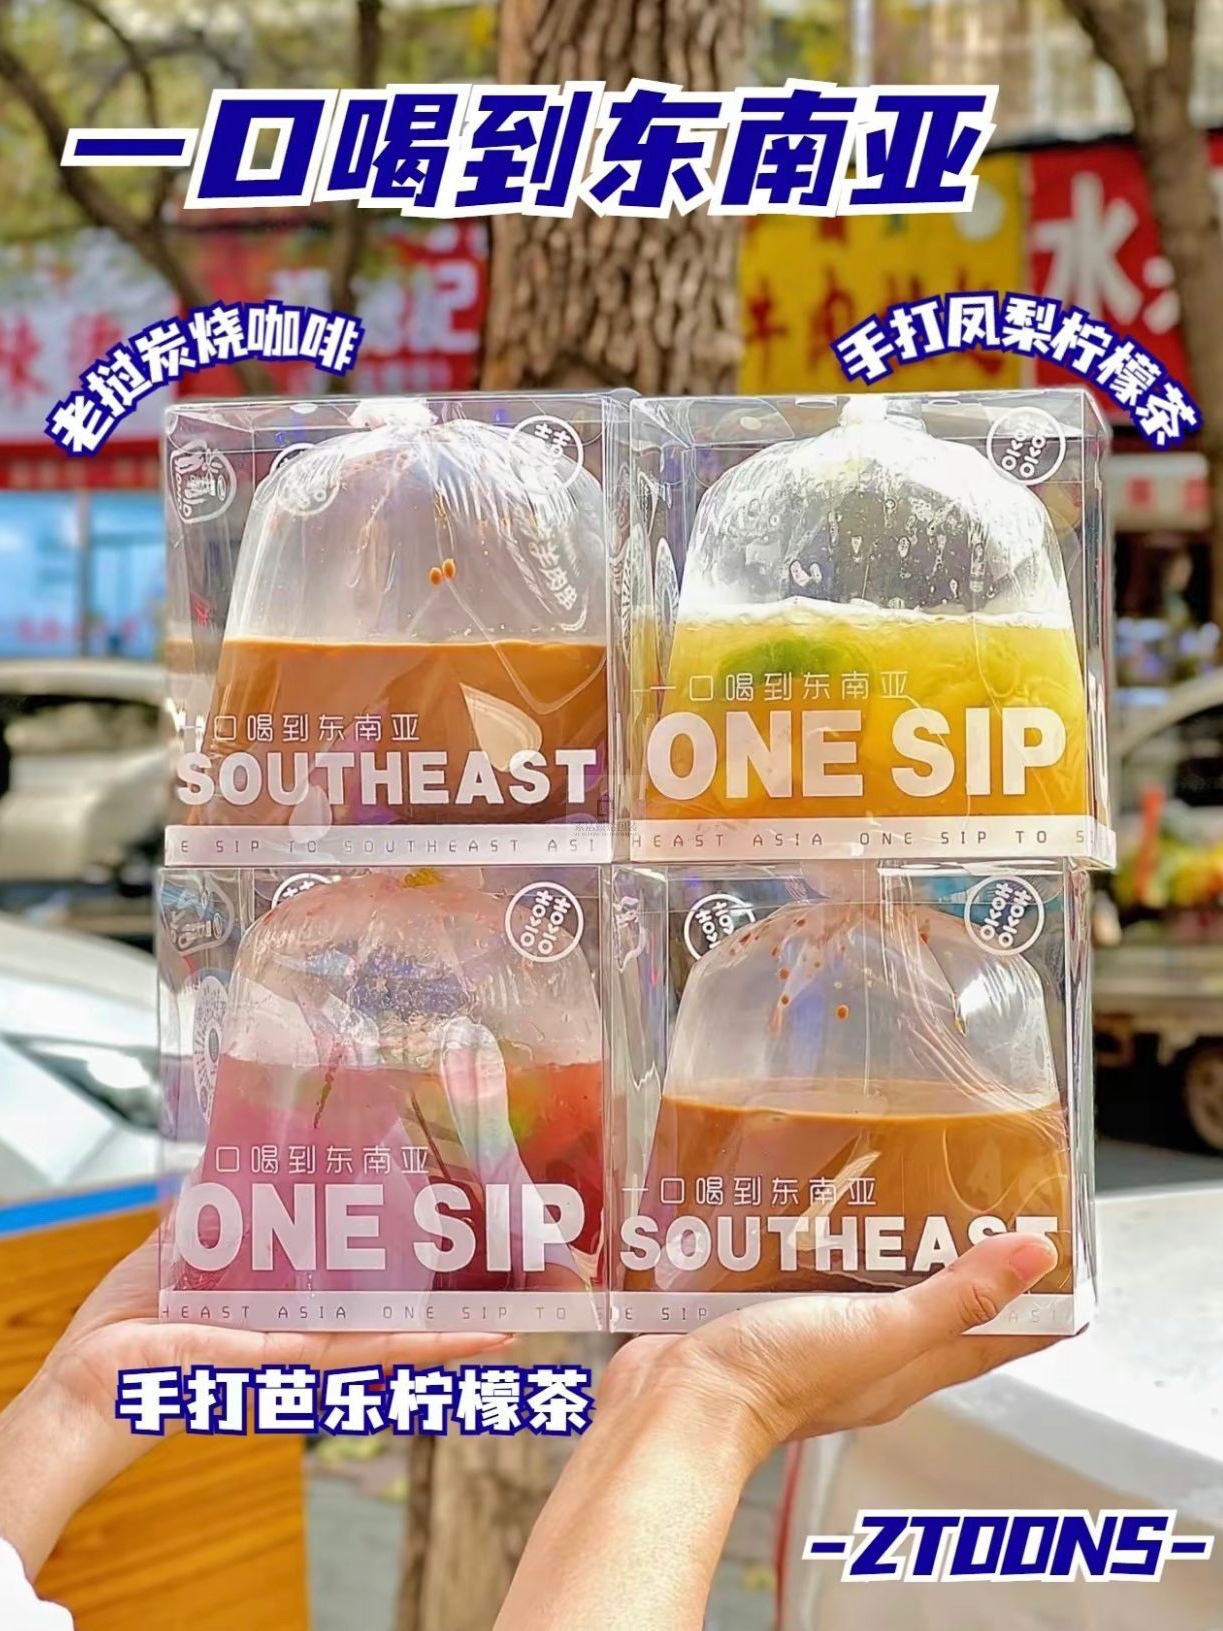 一口喝到东南亚
老挝炭烧咖啡
手打凤梨柠檬茶
水
一口喝到东南亚
SOUTHEAST
E SIP TO SOUTHEAST ASI
一口喝到东南亚
ONE SIP
HEAST ASIA ONE SIP TO S
口喝到东南亚
ONE SIP
HEAST ASIA ONE SIP TO
一口喝到东南亚
SOUTHEAST
E SIP
手打芭乐柠檬茶
-ZTOONS-